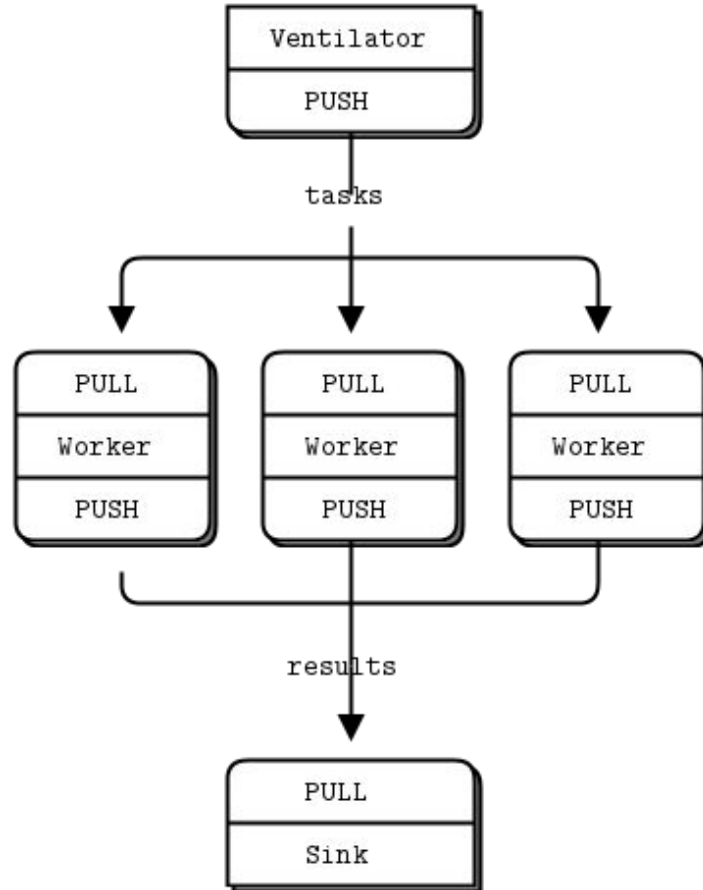 Ventilator
PUSH
tasks
PULL PULL PULL
Worker Worker Worker
PUSH PUSH PUSH
results
PULL
Sink